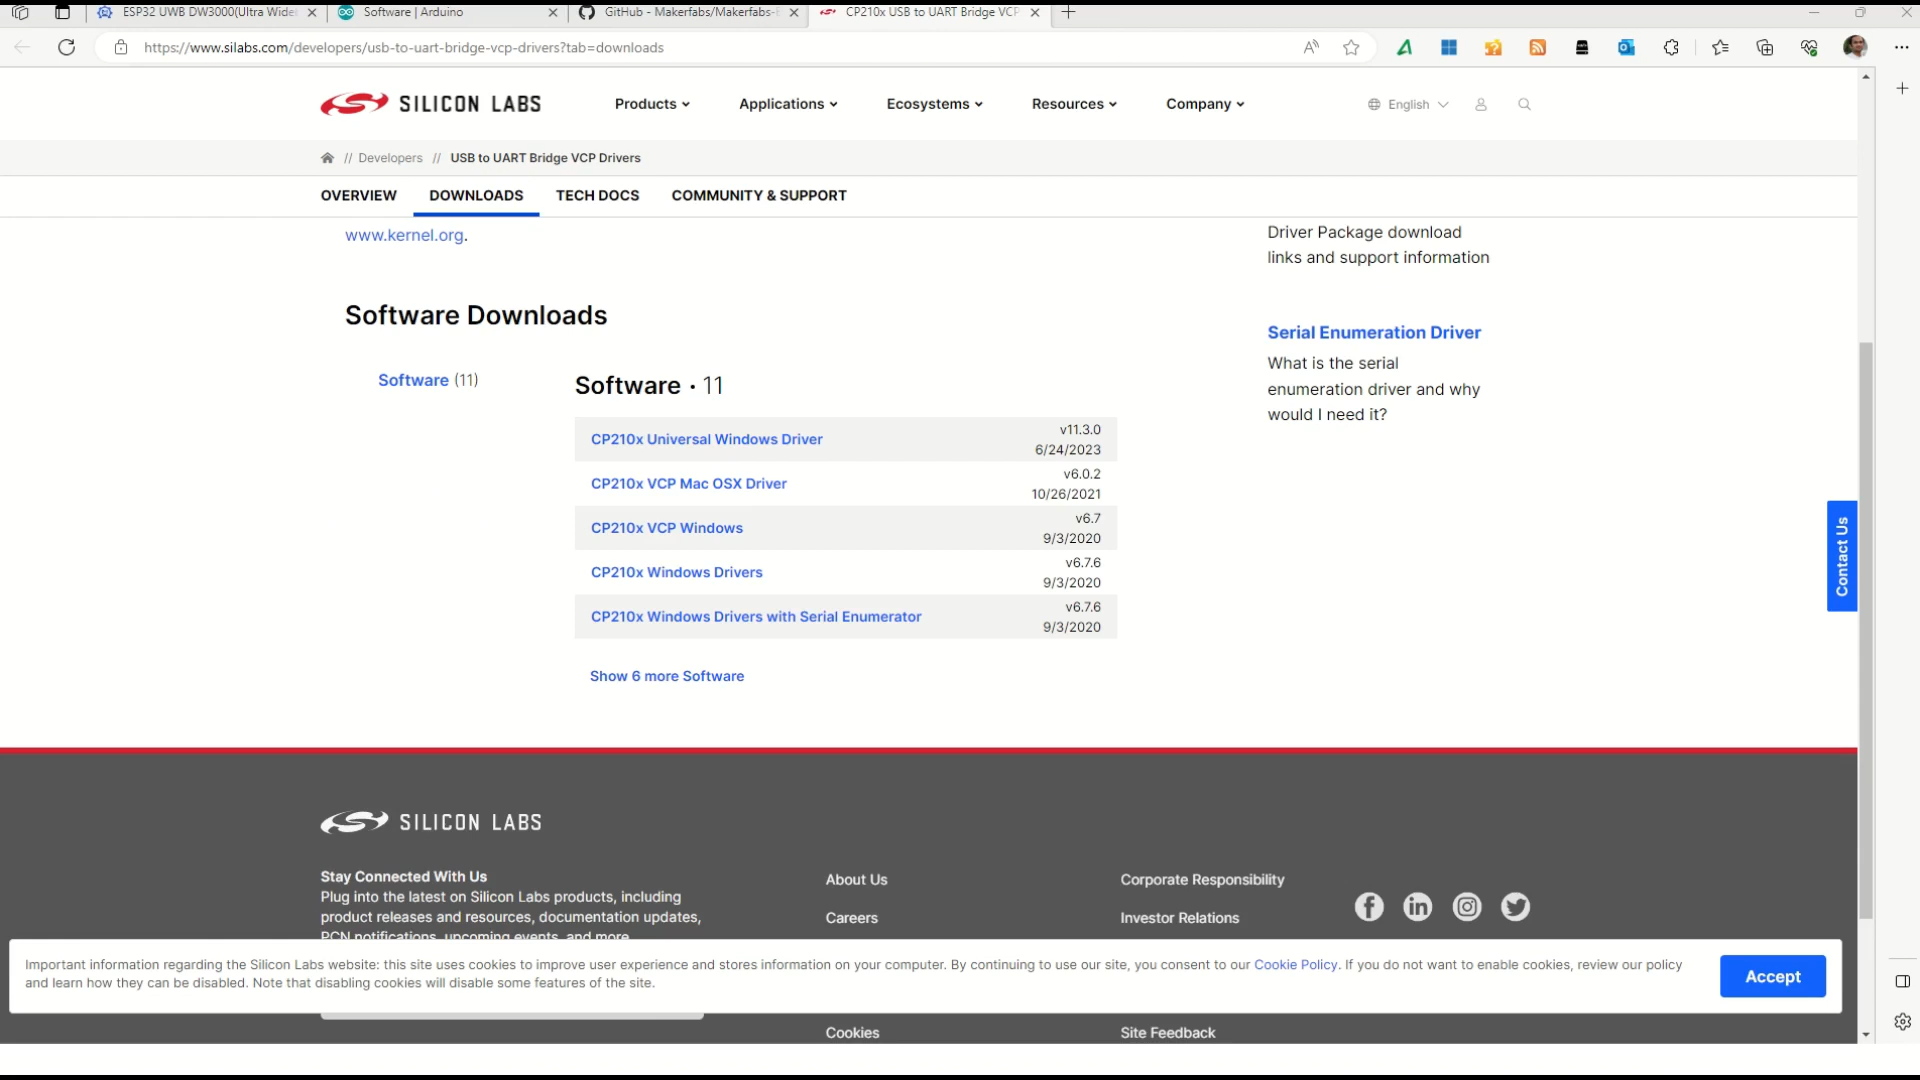 ESP32 UWB DW3000(Ultra Wide
Software | Arduino
GitHub - Makerfabs/Makerfabs-
CP210x USB to UART Bridge VCP
https://www.silabs.com/developers/usb-to-uart-bridge-vcp-drivers?tab=downloads
SILICON LABS
Products
Applications
Ecosystems
Resources
Company
English
// Developers // USB to UART Bridge VCP Drivers
OVERVIEW
DOWNLOADS
TECH DOCS
COMMUNITY & SUPPORT
www.kernel.org.
Driver Package download
links and support information
Software Downloads
Serial Enumeration Driver
What is the serial
enumeration driver and why
would I need it?
Software (11)
Software • 11
CP210x Universal Windows Driver
v11.3.0
6/24/2023
CP210x VCP Mac OSX Driver
v6.0.2
10/26/2021
CP210x VCP Windows
v6.7
9/3/2020
CP210x Windows Drivers
v6.7.6
9/3/2020
CP210x Windows Drivers with Serial Enumerator
v6.7.6
9/3/2020
Show 6 more Software
Contact Us
SILICON LABS
Stay Connected With Us
Plug into the latest on Silicon Labs products, including
product releases and resources, documentation updates,
PCN notifications, upcoming events, and more.
About Us
Careers
Corporate Responsibility
Investor Relations
Important information regarding the Silicon Labs website: this site uses cookies to improve user experience and stores information on your computer. By continuing to use our site, you consent to our Cookie Policy. If you do not want to enable cookies, review our policy
and learn how they can be disabled. Note that disabling cookies will disable some features of the site.
Accept
Cookies
Site Feedback